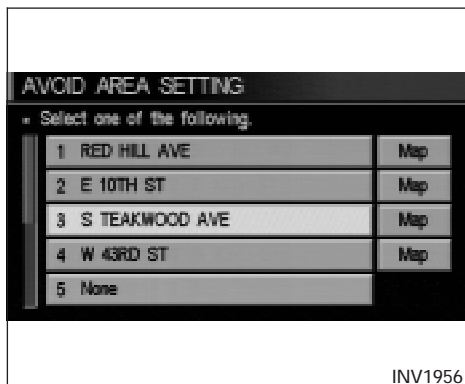 AVOID AREA SETTING
Select one of the following.
1 RED HILL AVE Map
2 E 10TH ST Map
3 S TEAKWOOD AVE Map
4 W 43RD ST Map
5 None
INV1956